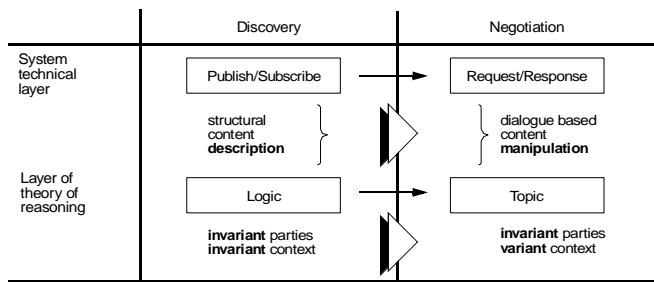 Discovery
Negotiation
System
technical
layer
Publish/Subscribe
Request/Response
structural
content
description
dialogue based
content
manipulation
Layer of
theory of
reasoning
Logic
Topic
invariant parties
invariant context
invariant parties
variant context